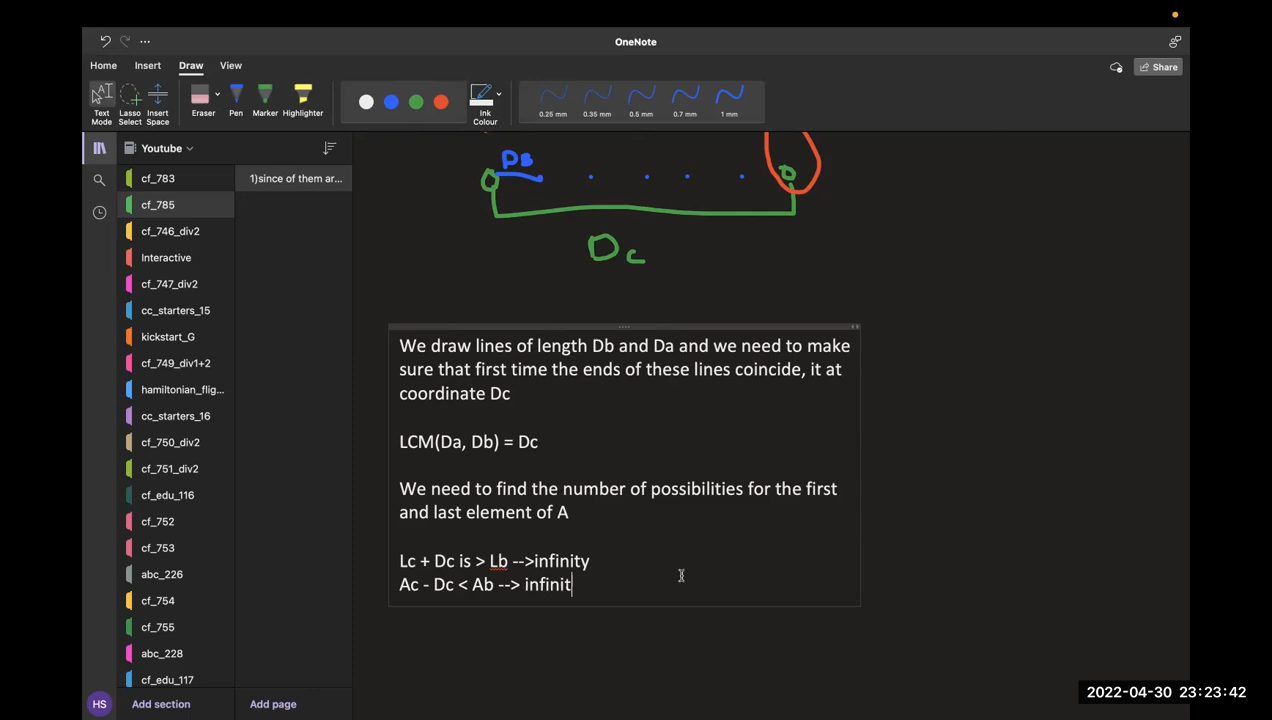 OneNote
Home Insert Draw View
Share
Text Mode
Lasso Select
Insert Space
Eraser
Pen
Marker
Highlighter
Ink Colour
0.25 mm
0.35 mm
0.5 mm
0.7 mm
1 mm
Youtube
cf_783
cf_785
cf_746_div2
Interactive
cf_747_div2
cc_starters_15
kickstart_G
cf_749_div1+2
hamiltonian_flig...
cc_starters_16
cf_750_div2
cf_751_div2
cf_edu_116
cf_752
cf_753
abc_226
cf_754
cf_755
abc_228
cf_edu_117
HS
Add section
1)since of them ar...
Add page
DB
Dc
We draw lines of length Db and Da and we need to make
sure that first time the ends of these lines coincide, it at
coordinate Dc
LCM(Da, Db) = Dc
We need to find the number of possibilities for the first
and last element of A
Lc + Dc is > Lb -->infinity
Ac - Dc < Ab --> infinit
2022-04-30 23:23:42